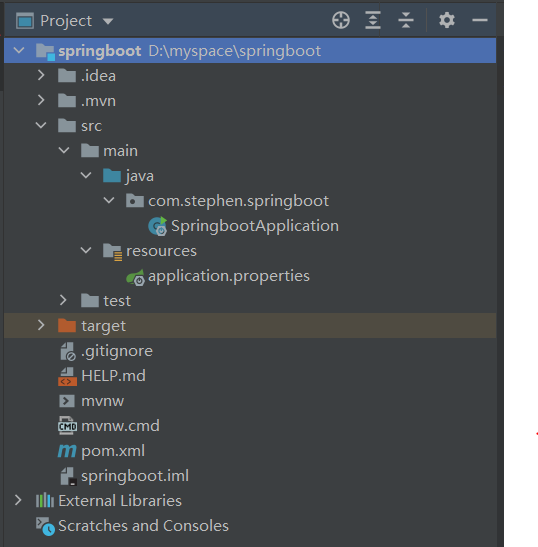 Project
springboot D:\myspace\springboot
.idea
.mvn
src
main
java
com.stephen.springboot
SpringbootApplication
resources
application.properties
test
target
.gitignore
HELP.md
mvnw
mvnw.cmd
pom.xml
springboot.iml
External Libraries
Scratches and Consoles